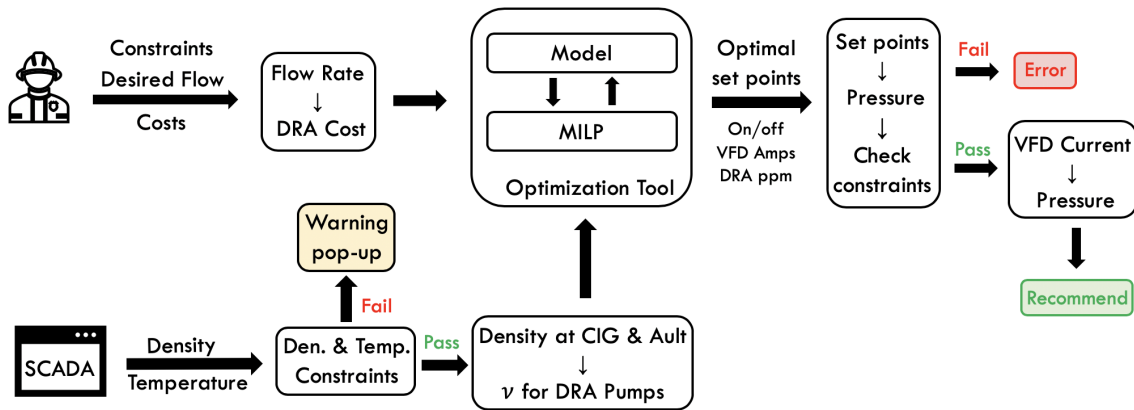 Constraints
Desired Flow
Costs
Flow Rate
↓
DRA Cost
Model
MILP
Optimization Tool
Optimal
set points
On/off
VFD Amps
DRA ppm
Set points
↓
Pressure
↓
Check
constraints
Fail
Error
Pass
VFD Current
↓
Pressure
Recommend
Warning
pop-up
Fail
SCADA
Density
Temperature
Den. & Temp.
Constraints
Pass
Density at CIG & Ault
↓
ν for DRA Pumps